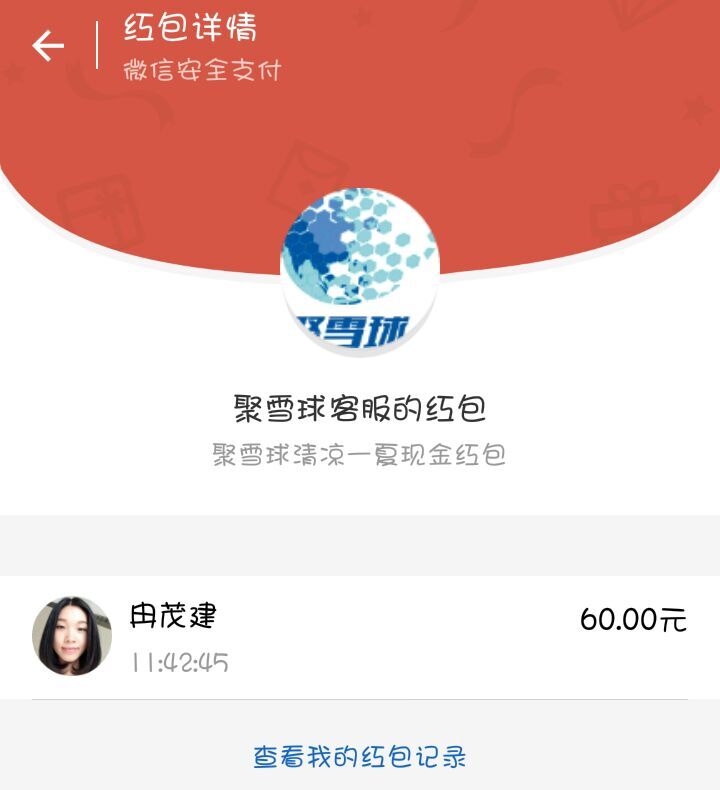 红包详情
微信安全支付
聚雪球
聚雪球客服的红包
聚雪球清凉一夏现金红包
冉茂建
60.00元
11:42:45
查看我的红包记录